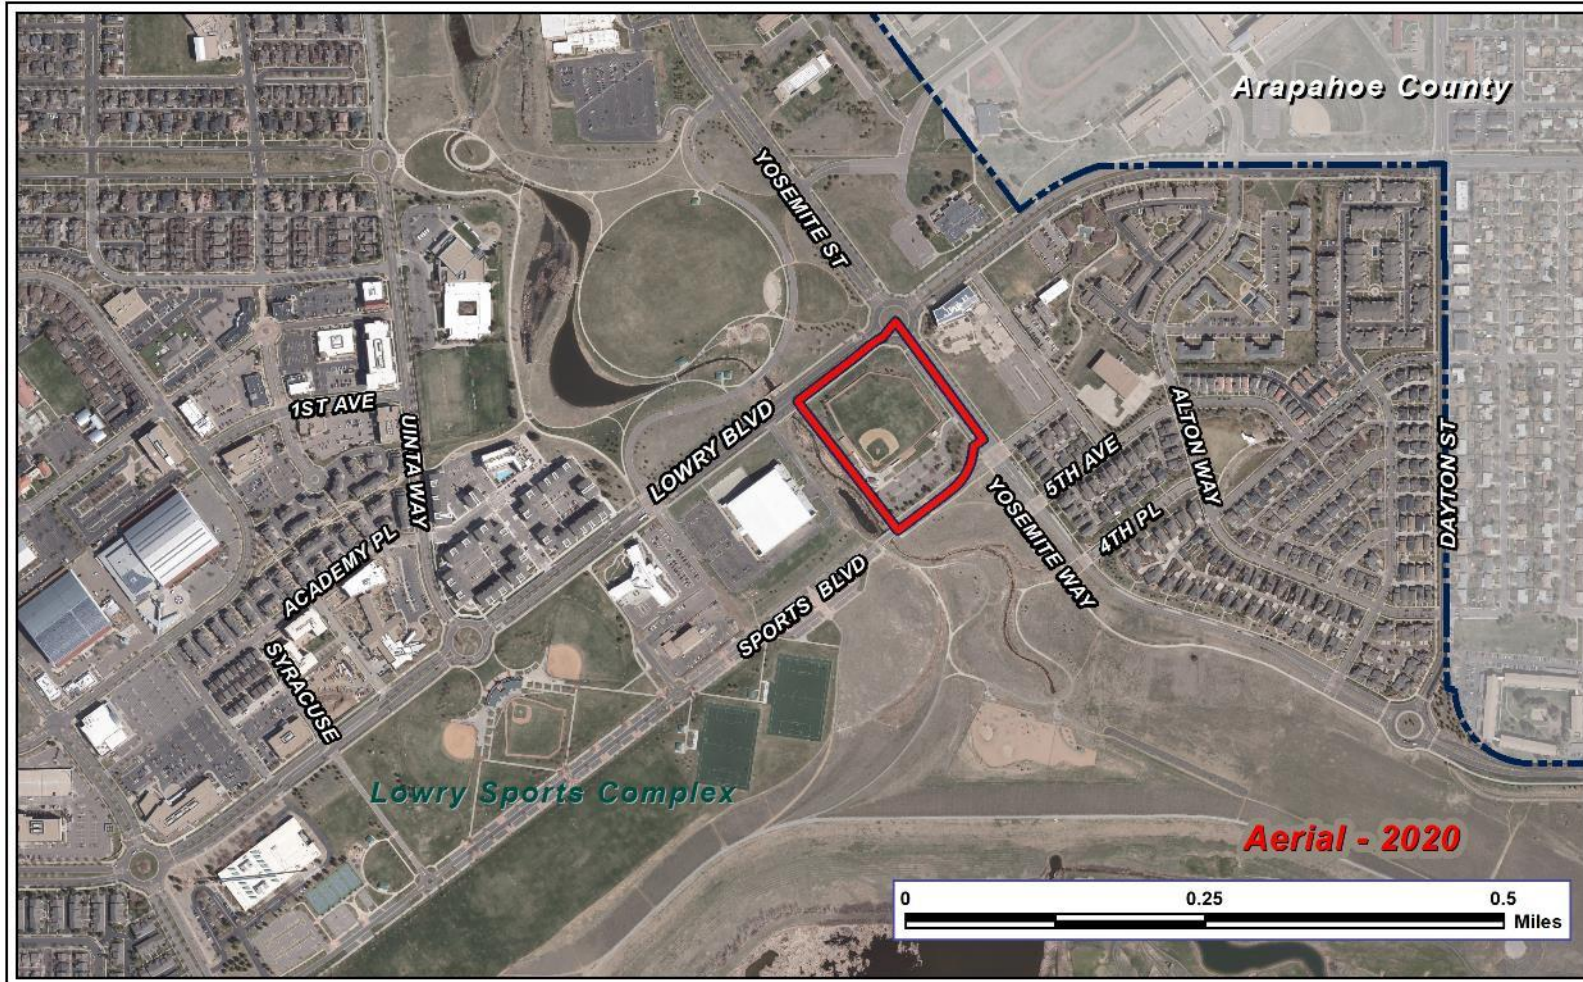 Arapahoe County
YOSEMITE ST
1ST AVE
UINTA WAY
LOWRY BLVD
ALTON WAY
5TH AVE
DAYTON ST
YOSEMITE WAY
4TH PL
ACADEMY PL
SPORTS BLVD
SYRACUSE
Lowry Sports Complex
Aerial - 2020
0 0.25 0.5
Miles